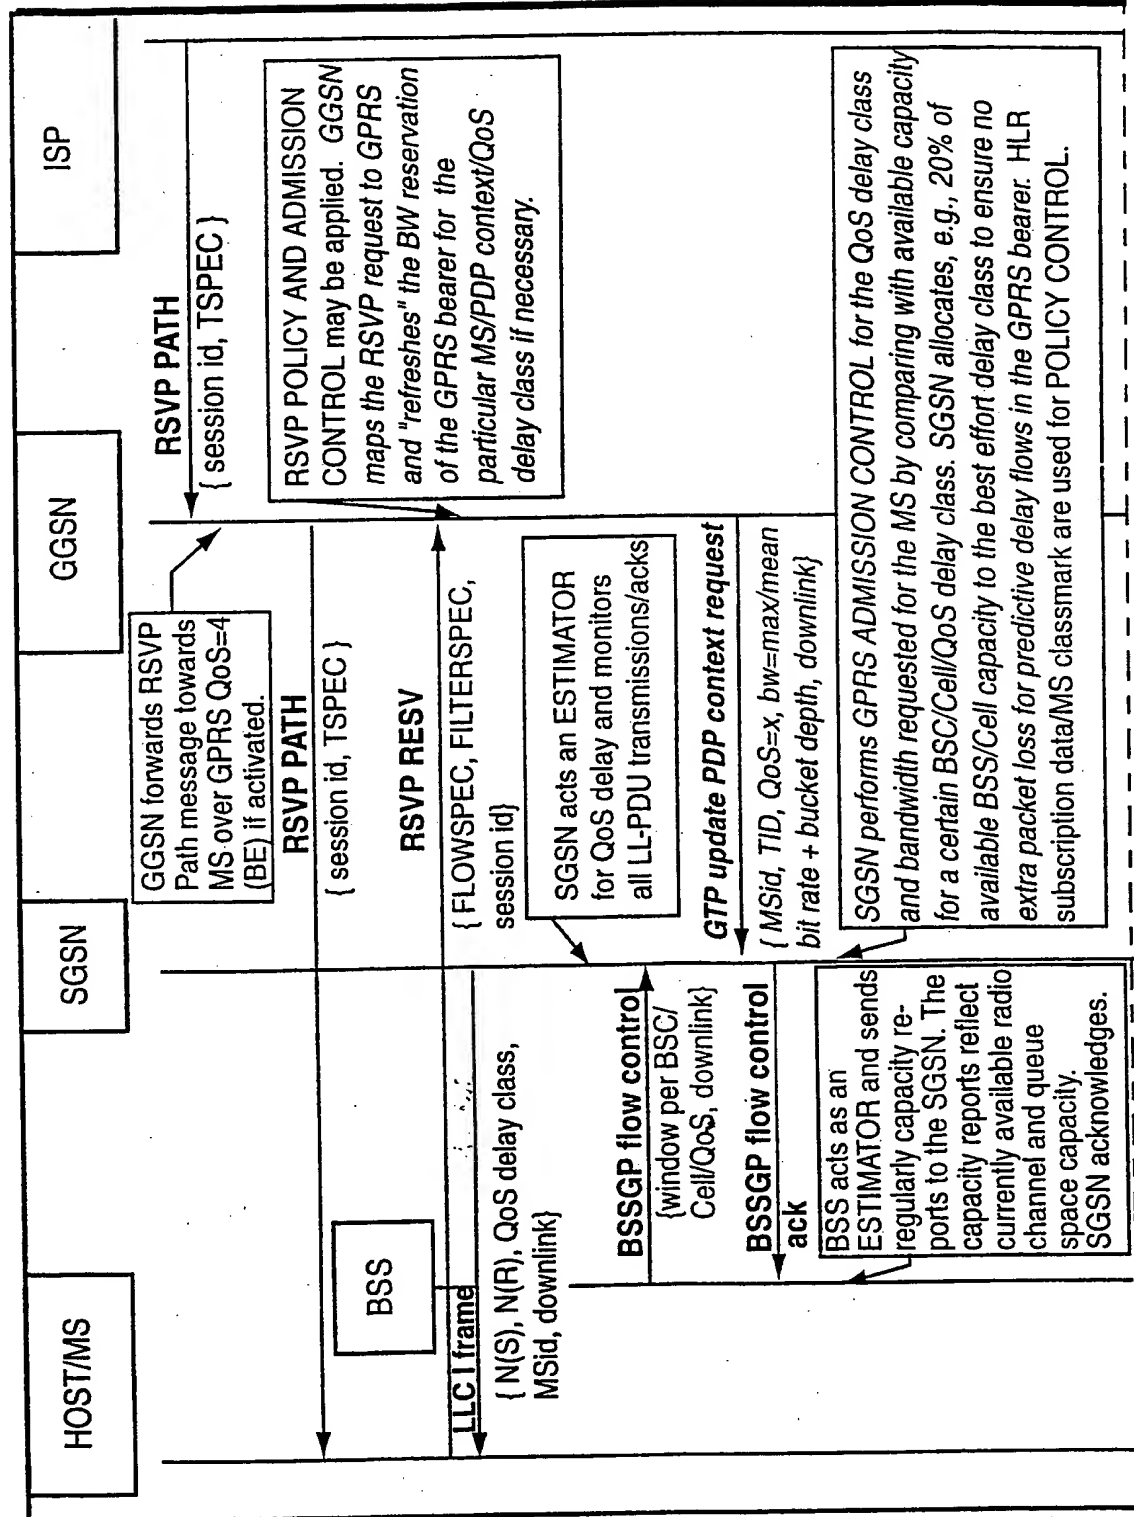 HOST/MS
SGSN
GGSN
ISP
RSVP PATH
{ session id, TSPEC }
GGSN forwards RSVP
Path message towards
MS over GPRS QoS=4
(BE) if activated.
RSVP POLICY AND ADMISSION
CONTROL may be applied. GGSN
maps the RSVP request to GPRS
and "refreshes" the BW reservation
of the GPRS bearer for the
particular MS/PDP context/QoS
delay class if necessary.
RSVP PATH
{ session id, TSPEC }
BSS
RSVP RESV
{ FLOWSPEC, FILTERSPEC,
session id}
LLC I frame
{ N(S), N(R), QoS delay class,
MSid, downlink}
SGSN acts an ESTIMATOR
for QoS delay and monitors
all LL-PDU transmissions/acks
BSSGP flow control
{window per BSC/
Cell/QoS, downlink}
GTP update PDP context request
{ MSid, TID, QoS=x, bw=max/mean
bit rate + bucket depth, downlink}
BSSGP flow control
ack
BSS acts as an
ESTIMATOR and sends
regularly capacity re-
ports to the SGSN. The
capacity reports reflect
currently available radio
channel and queue
space capacity.
SGSN acknowledges.
SGSN performs GPRS ADMISSION CONTROL for the QoS delay class
and bandwidth requested for the MS by comparing with available capacity
for a certain BSC/Cell/QoS delay class. SGSN allocates, e.g., 20% of
available BSS/Cell capacity to the best effort delay class to ensure no
extra packet loss for predictive delay flows in the GPRS bearer. HLR
subscription data/MS classmark are used for POLICY CONTROL.